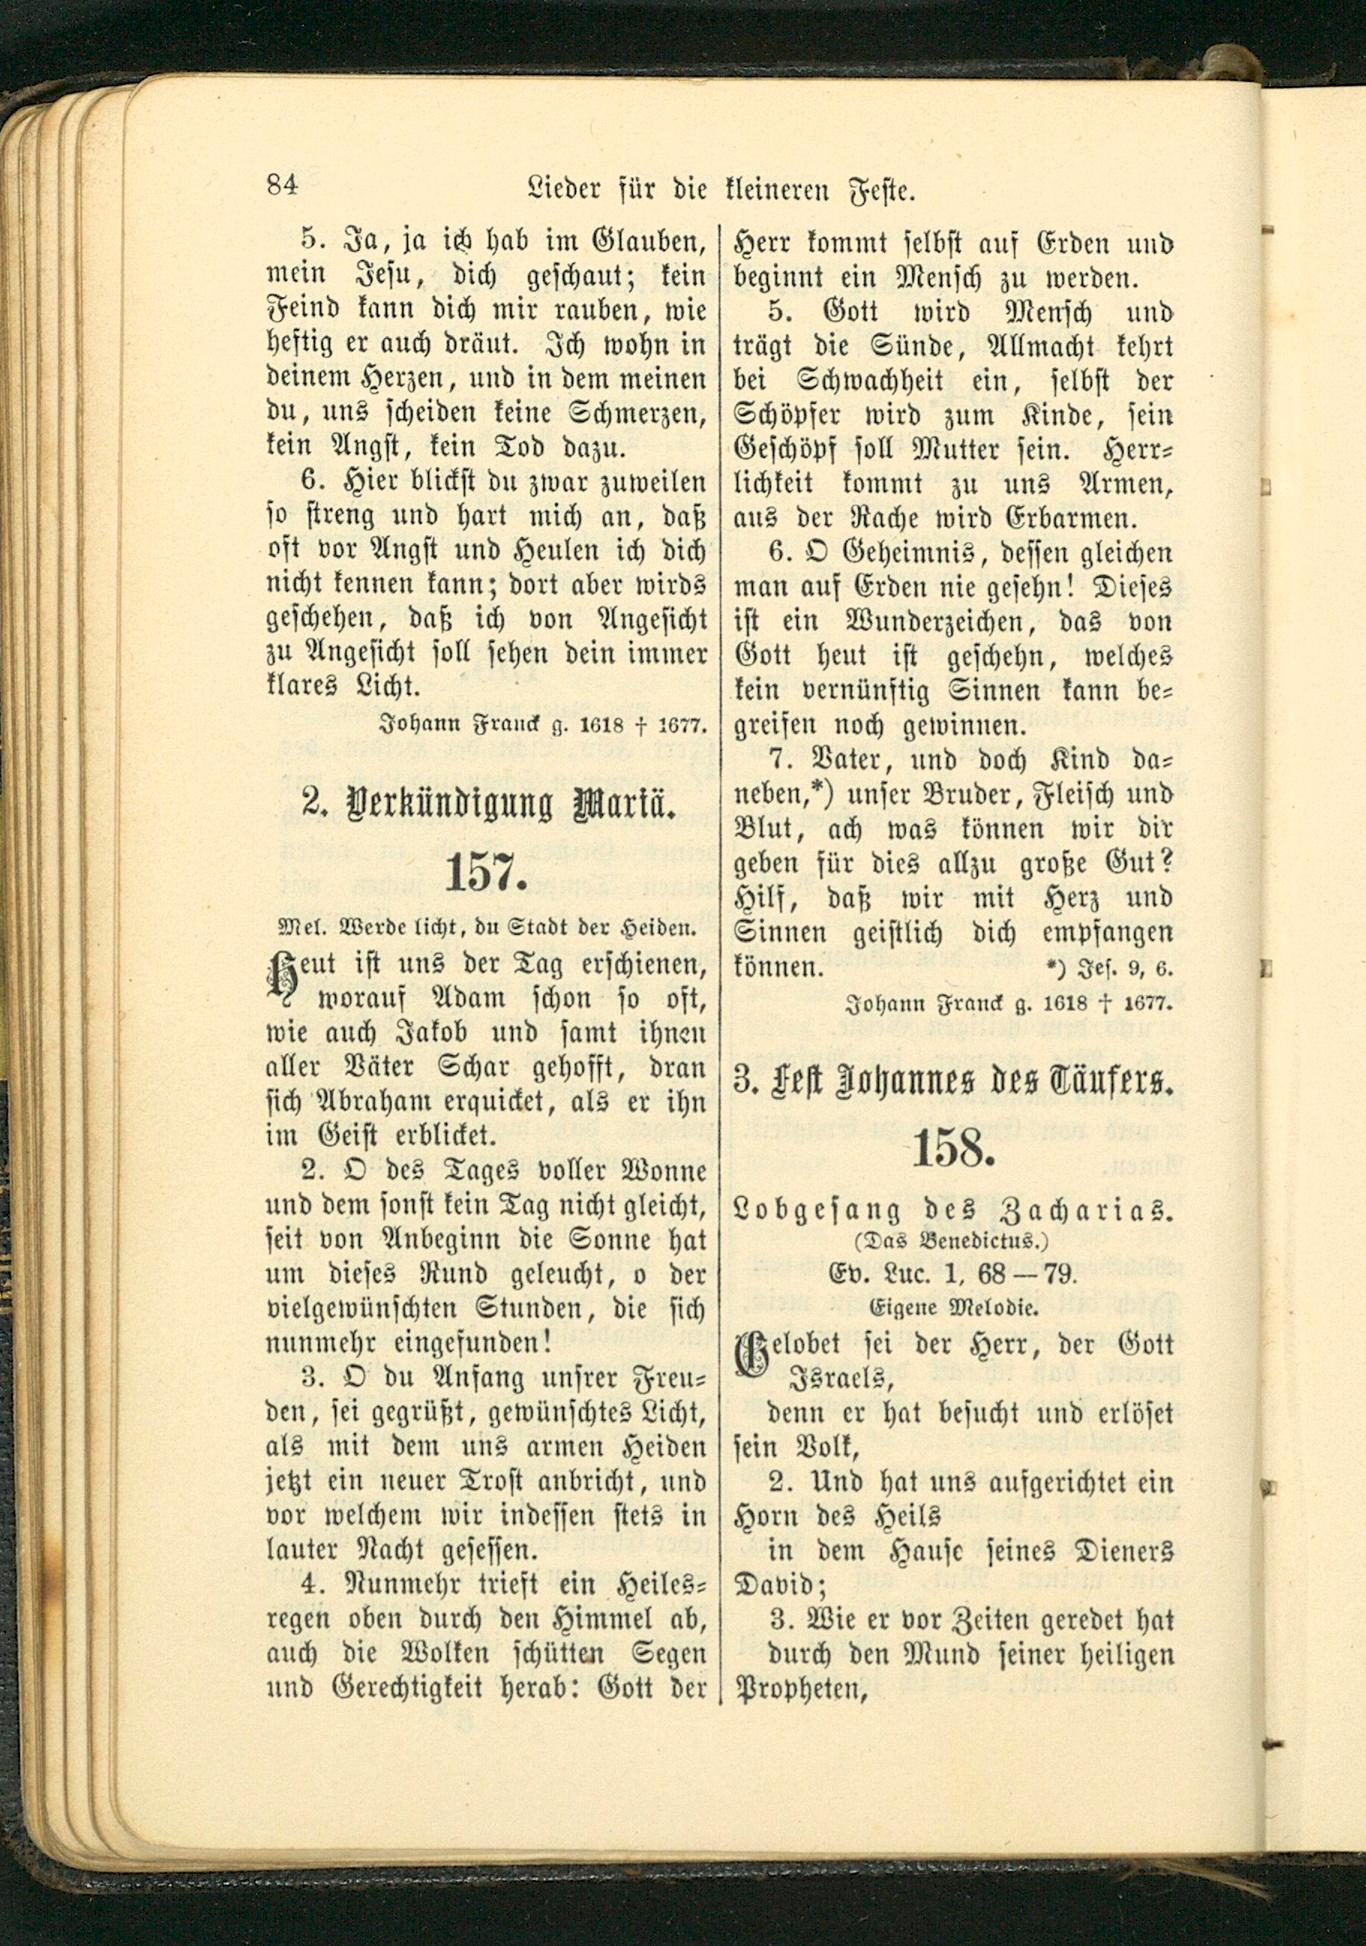 84
Lieder für die kleineren Feste.
5. Ja, ja ich hab im Glauben,
mein Jesu, dich geschaut; kein
Feind kann dich mir rauben, wie
heftig er auch dräut. Ich wohn in
deinem Herzen, und in dem meinen
du, uns scheiden keine Schmerzen,
kein Angst, kein Tod dazu.
6. Hier blickst du zwar zuweilen
so streng und hart mich an, daß
oft vor Angst und Heulen ich dich
nicht kennen kann; dort aber wirds
geschehen, daß ich von Angesicht
zu Angesicht soll sehen dein immer
klares Licht.
Johann Franck g. 1618 † 1677.
2. Verkündigung Mariä.
157.
Mel. Werde licht, du Stadt der Heiden.
Heut ist uns der Tag erschienen,
worauf Adam schon so oft,
wie auch Jakob und samt ihnen
aller Väter Schar gehofft, dran
sich Abraham erquicket, als er ihn
im Geist erblicket.
2. O des Tages voller Wonne
und dem sonst kein Tag nicht gleicht,
seit von Anbeginn die Sonne hat
um dieses Rund geleucht, o der
vielgewünschten Stunden, die sich
nunmehr eingefunden!
3. O du Anfang unsrer Freu-
den, sei gegrüßt, gewünschtes Licht,
als mit dem uns armen Heiden
jetzt ein neuer Trost anbricht, und
vor welchem wir indessen stets in
lauter Nacht gesessen.
4. Nunmehr trieft ein Heiles-
regen oben durch den Himmel ab,
auch die Wolken schütten Segen
und Gerechtigkeit herab: Gott der
Herr kommt selbst auf Erden und
beginnt ein Mensch zu werden.
5. Gott wird Mensch und
trägt die Sünde, Allmacht kehrt
bei Schwachheit ein, selbst der
Schöpfer wird zum Kinde, sein
Geschöpf soll Mutter sein. Herr-
lichkeit kommt zu uns Armen,
aus der Rache wird Erbarmen.
6. O Geheimnis, dessen gleichen
man auf Erden nie gesehn! Dieses
ist ein Wunderzeichen, das von
Gott heut ist geschehn, welches
kein vernünftig Sinnen kann be-
greifen noch gewinnen.
7. Vater, und doch Kind da-
neben,*) unser Bruder, Fleisch und
Blut, ach was können wir dir
geben für dies allzu große Gut?
Hilf, daß wir mit Herz und
Sinnen geistlich dich empfangen
können. *) Jes. 9, 6.
Johann Franck g. 1618 † 1677.
3. Fest Johannes des Täufers.
158.
Lobgesang des Zacharias.
(Das Benedictus.)
Ev. Luc. 1, 68 — 79.
Eigene Melodie.
Gelobet sei der Herr, der Gott
Israels,
denn er hat besucht und erlöset
sein Volk,
2. Und hat uns aufgerichtet ein
Horn des Heils
in dem Hause seines Dieners
David;
3. Wie er vor Zeiten geredet hat
durch den Mund seiner heiligen
Propheten,